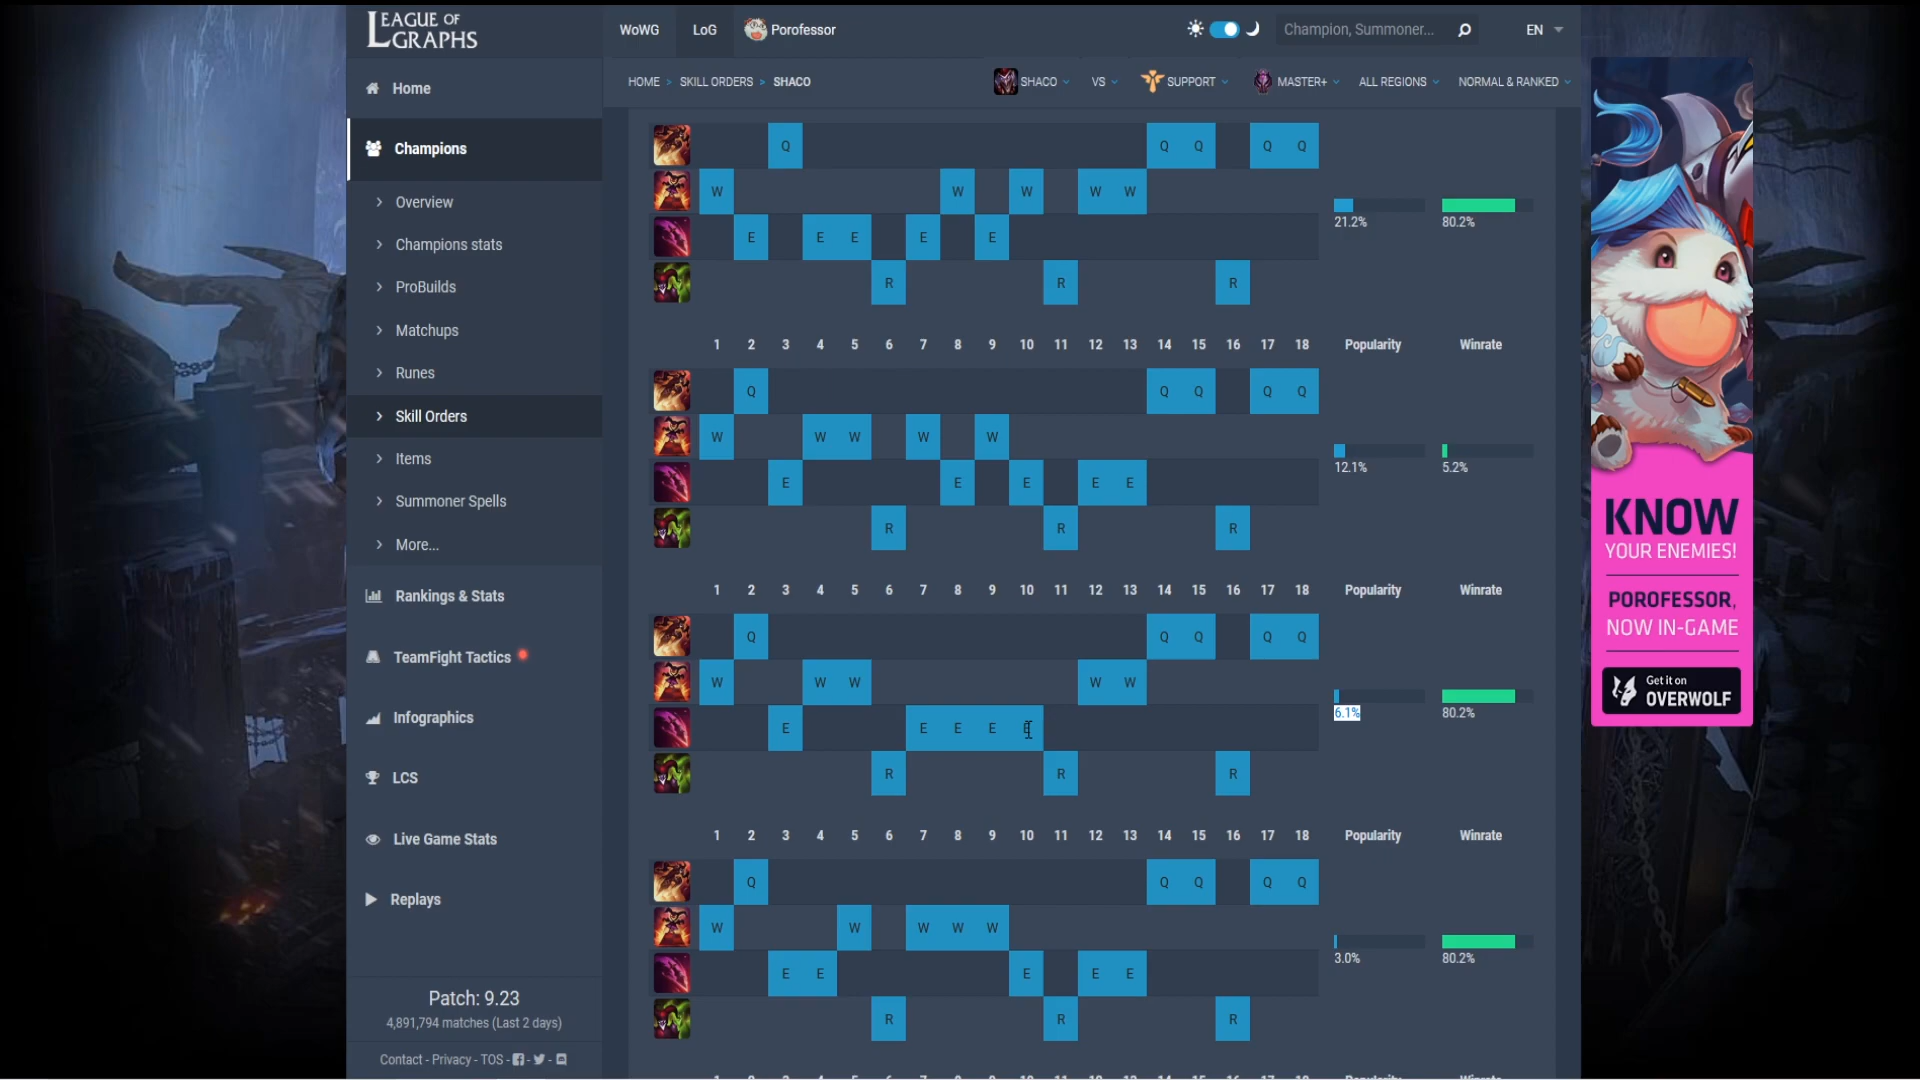 LEAGUE OF
GRAPHS
WoWG LoG Porofessor
Champion, Summoner...
EN
HOME > SKILL ORDERS > SHACO
SHACO VS SUPPORT MASTER+ ALL REGIONS NORMAL & RANKED
Home
Champions
Overview
Champions stats
ProBuilds
Matchups
Runes
Skill Orders
Items
Summoner Spells
More...
Rankings & Stats
TeamFight Tactics
Infographics
LCS
Live Game Stats
Replays
Patch: 9.23
4,891,794 matches (Last 2 days)
Contact - Privacy - TOS - - -
Q Q Q Q Q
W W W W W
E E E E E
R R R
21.2% 80.2%
1 2 3 4 5 6 7 8 9 10 11 12 13 14 15 16 17 18 Popularity Winrate
Q Q Q Q Q
W W W W W
E E E E E
R R R
12.1% 5.2%
1 2 3 4 5 6 7 8 9 10 11 12 13 14 15 16 17 18 Popularity Winrate
Q Q Q Q Q
W W W W W
E E E E E
R R R
6.1% 80.2%
1 2 3 4 5 6 7 8 9 10 11 12 13 14 15 16 17 18 Popularity Winrate
Q Q Q Q Q
W W W W W
E E E E E
R R R
3.0% 80.2%
KNOW
YOUR ENEMIES!
POROFESSOR,
NOW IN-GAME
Get it on
OVERWOLF